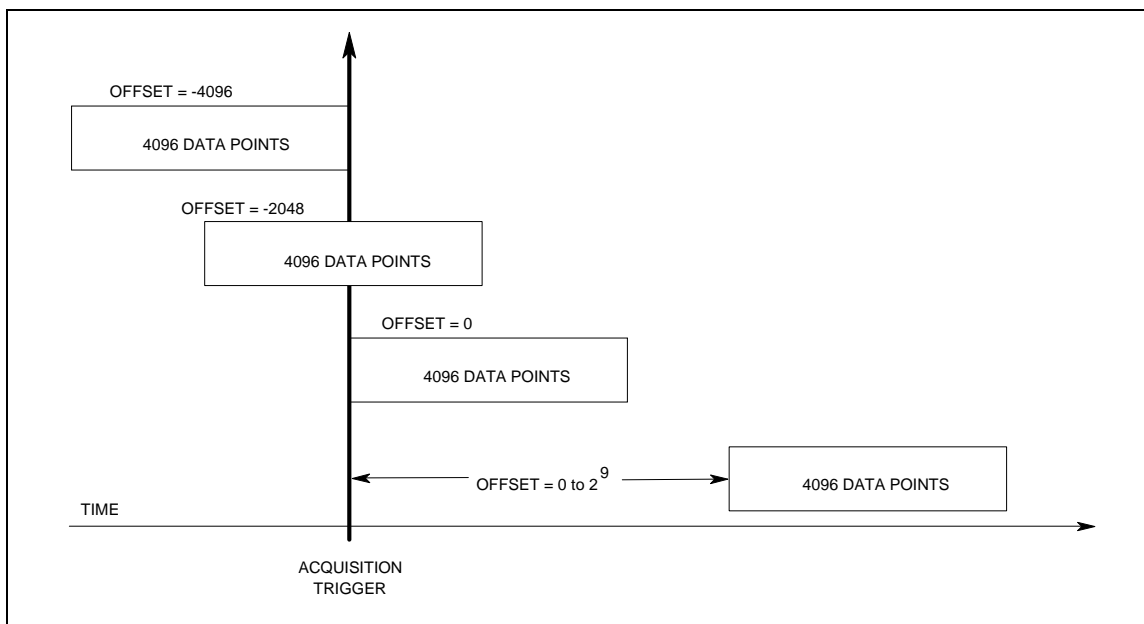 OFFSET = -4096
4096 DATA POINTS
OFFSET = -2048
4096 DATA POINTS
OFFSET = 0
4096 DATA POINTS
OFFSET = 0 to 2^9
4096 DATA POINTS
TIME
ACQUISITION
TRIGGER